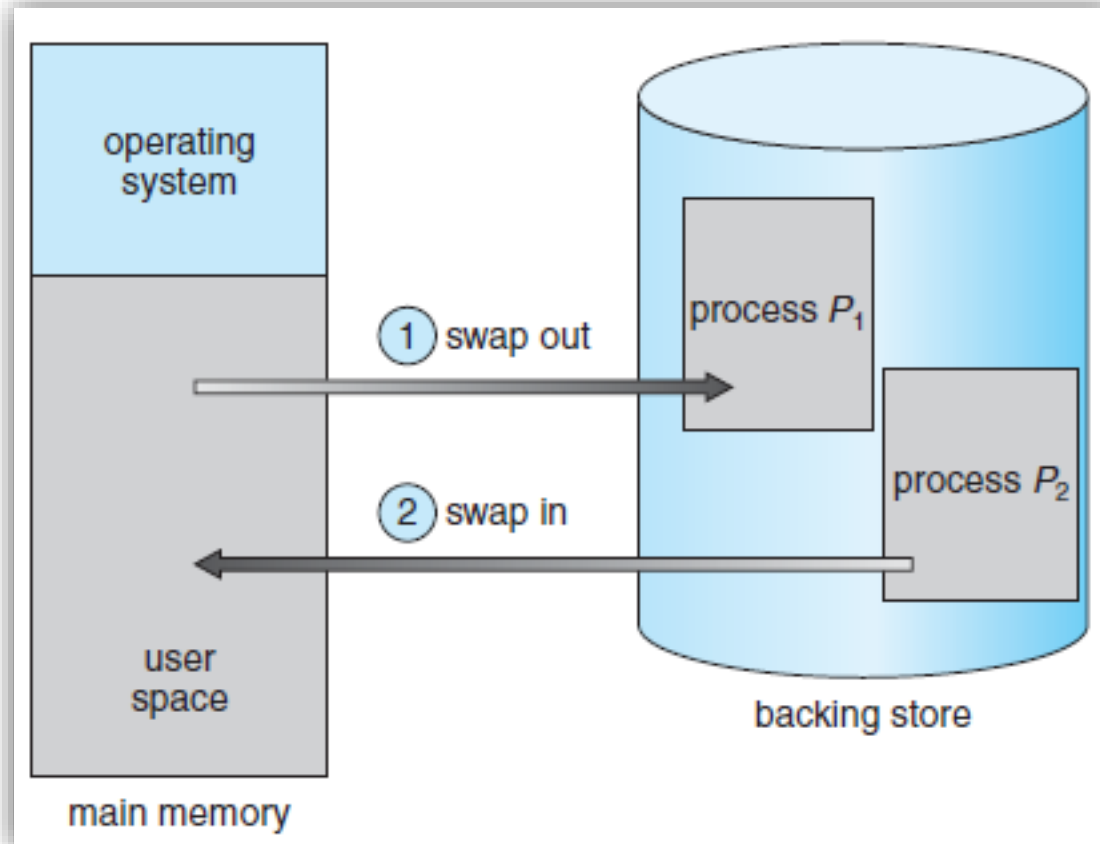 operating
system
1 swap out
process P₁
2 swap in
process P₂
user
space
backing store
main memory